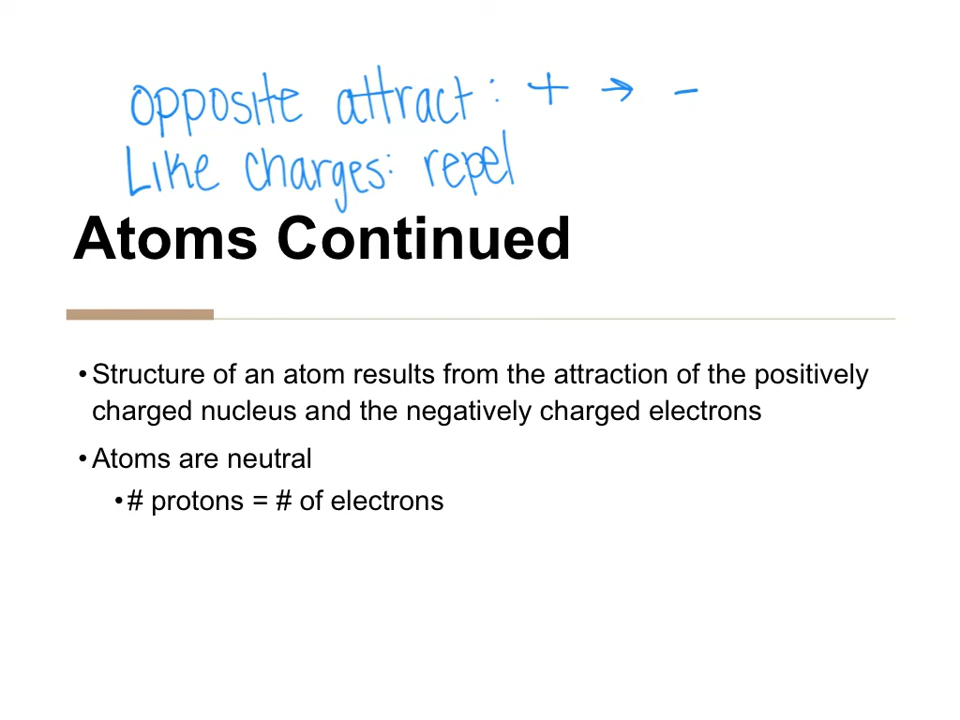 opposite attract: + → -
Like charges: repel
Atoms Continued
• Structure of an atom results from the attraction of the positively
charged nucleus and the negatively charged electrons
• Atoms are neutral
• # protons = # of electrons